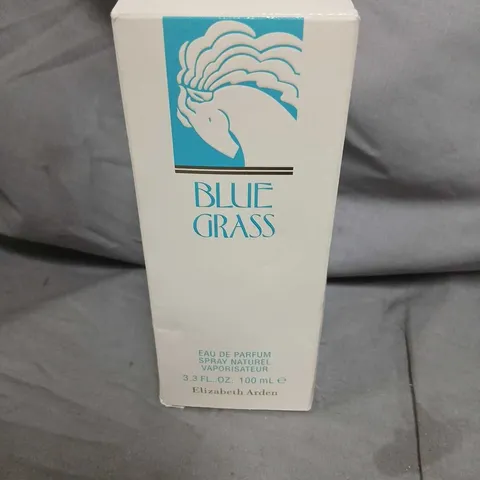 BLUE
GRASS
EAU DE PARFUM
SPRAY NATUREL
VAPORISATEUR
3.3 FL.OZ. 100 mL ℮
Elizabeth Arden